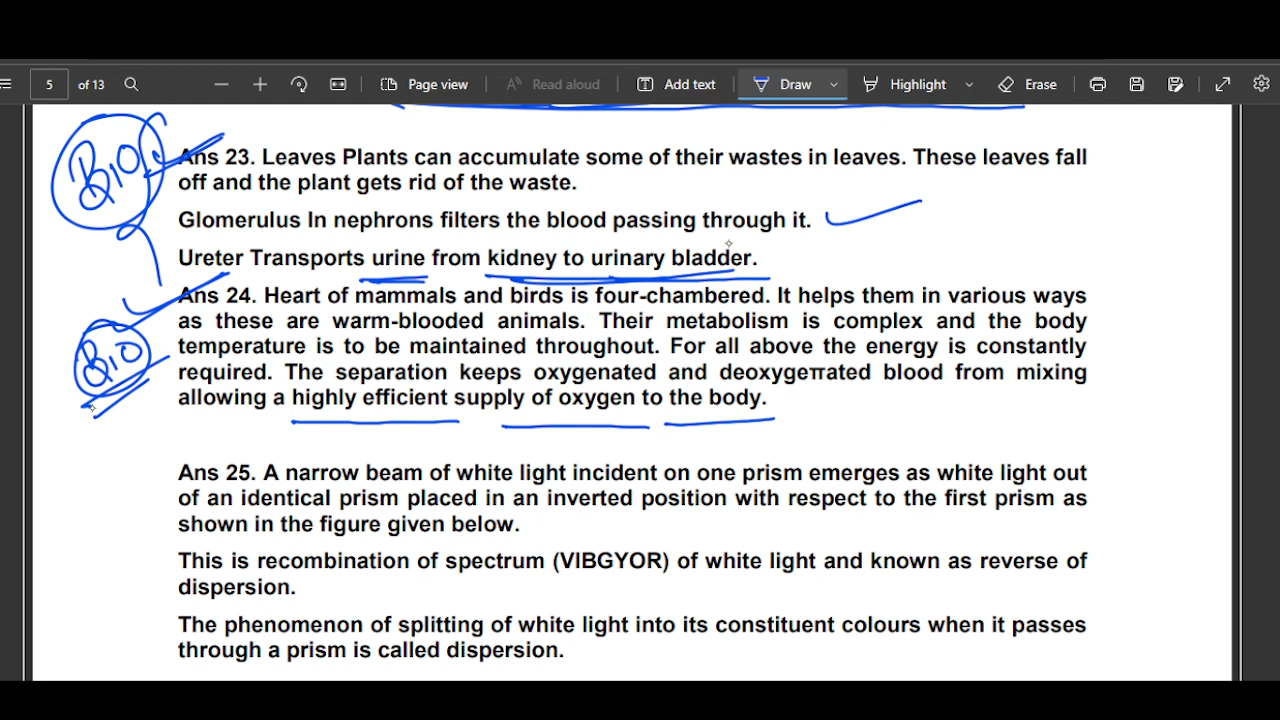 5 of 13 Page view Read aloud Add text Draw Highlight Erase
BIO
Ans 23. Leaves Plants can accumulate some of their wastes in leaves. These leaves fall
off and the plant gets rid of the waste.
Glomerulus In nephrons filters the blood passing through it.
Ureter Transports urine from kidney to urinary bladder.
BIO
Ans 24. Heart of mammals and birds is four-chambered. It helps them in various ways
as these are warm-blooded animals. Their metabolism is complex and the body
temperature is to be maintained throughout. For all above the energy is constantly
required. The separation keeps oxygenated and deoxygeπated blood from mixing
allowing a highly efficient supply of oxygen to the body.
Ans 25. A narrow beam of white light incident on one prism emerges as white light out
of an identical prism placed in an inverted position with respect to the first prism as
shown in the figure given below.
This is recombination of spectrum (VIBGYOR) of white light and known as reverse of
dispersion.
The phenomenon of splitting of white light into its constituent colours when it passes
through a prism is called dispersion.